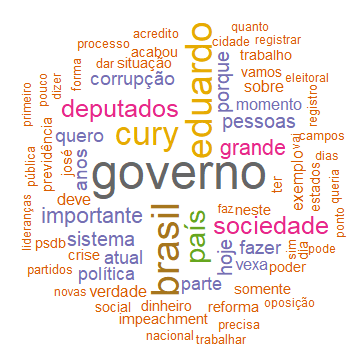 acredito
quanto
processo
acabou
cidade
registrar
dar
situação
trabalho
primeiro
pouco
dizer
forma
corrupção
eduardo
porque
vamos
sobre
eleitoral
deputados
momento
registro
quero
cury
pessoas
pública
previdência
josé
anos
grande
campos
exemplo
vai
governo
ter
estados
dias
queria
lideranças
deve
importante
brasil
país
faz
neste
sociedade
ponto
psdb
sistema
hoje
fazer
sim
dia
pode
crise
atual
vexa
poder
partidos
política
parte
novas
verdade
somente
social
dinheiro
reforma
oposição
impeachment
precisa
nacional
trabalhar